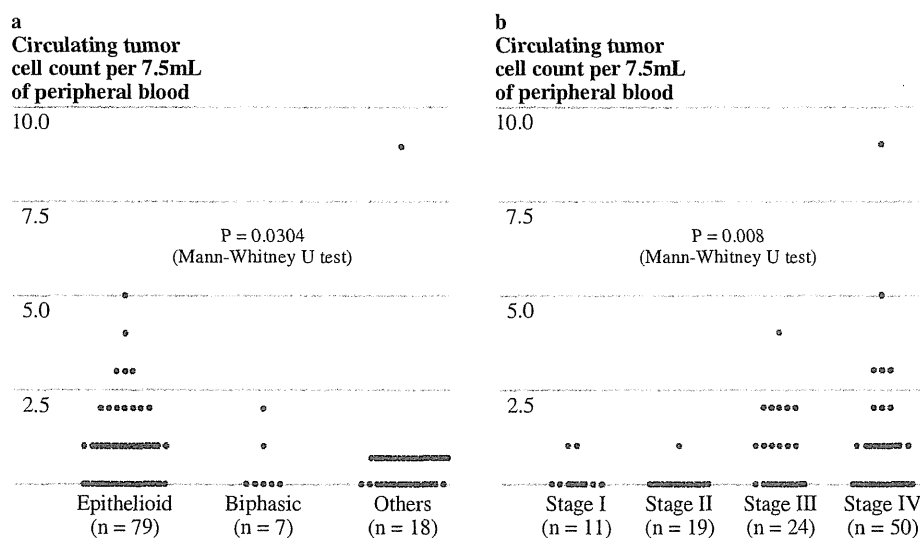 a
Circulating tumor
cell count per 7.5mL
of peripheral blood
10.0
7.5
P = 0.0304
(Mann-Whitney U test)
5.0
2.5
Epithelioid
(n = 79)
Biphasic
(n = 7)
Others
(n = 18)
b
Circulating tumor
cell count per 7.5mL
of peripheral blood
10.0
7.5
P = 0.008
(Mann-Whitney U test)
5.0
2.5
Stage I
(n = 11)
Stage II
(n = 19)
Stage III
(n = 24)
Stage IV
(n = 50)